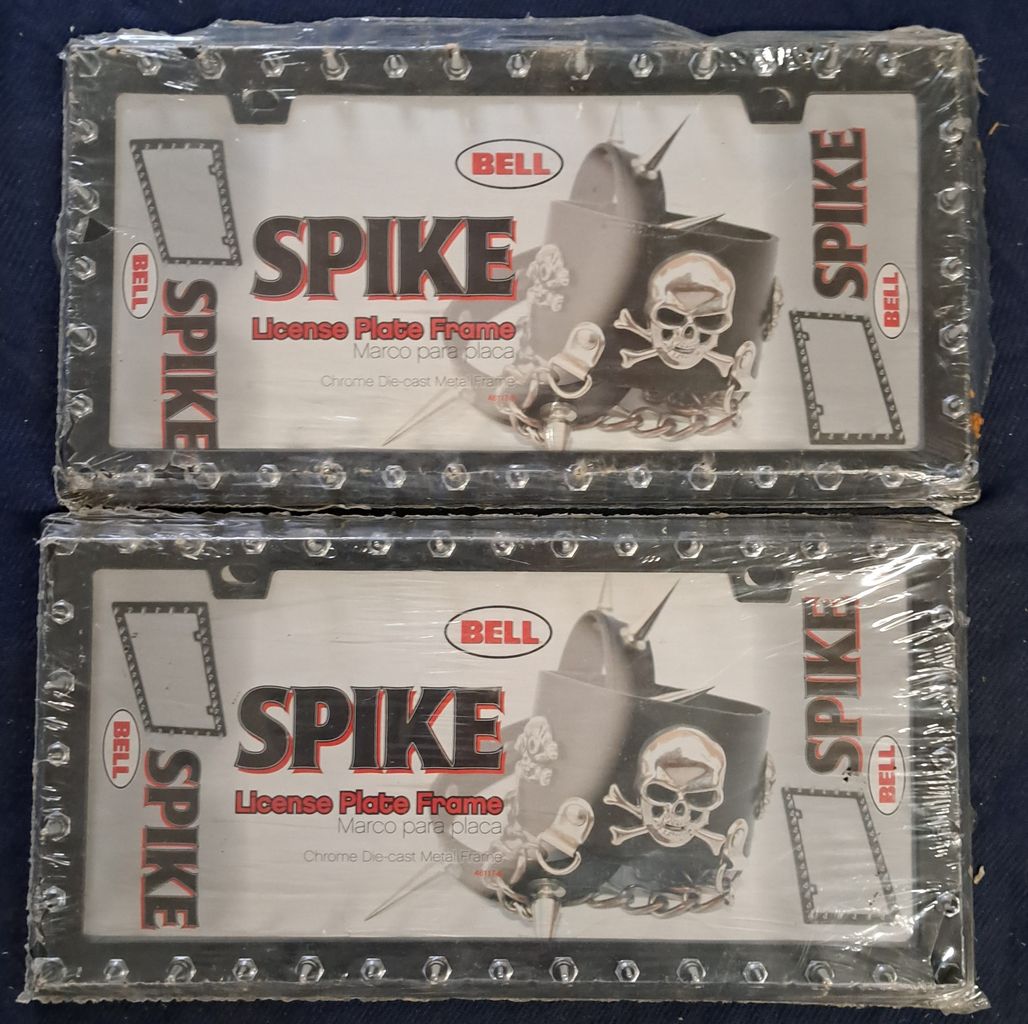 BELL
SPIKE
License Plate Frame
Marco para placa
Chrome Die-cast Metal Frame
BELL
SPIKE
SPIKE
BELL
BELL
SPIKE
License Plate Frame
Marco para placa
Chrome Die-cast Metal Frame
BELL
SPIKE
SPIKE
BELL